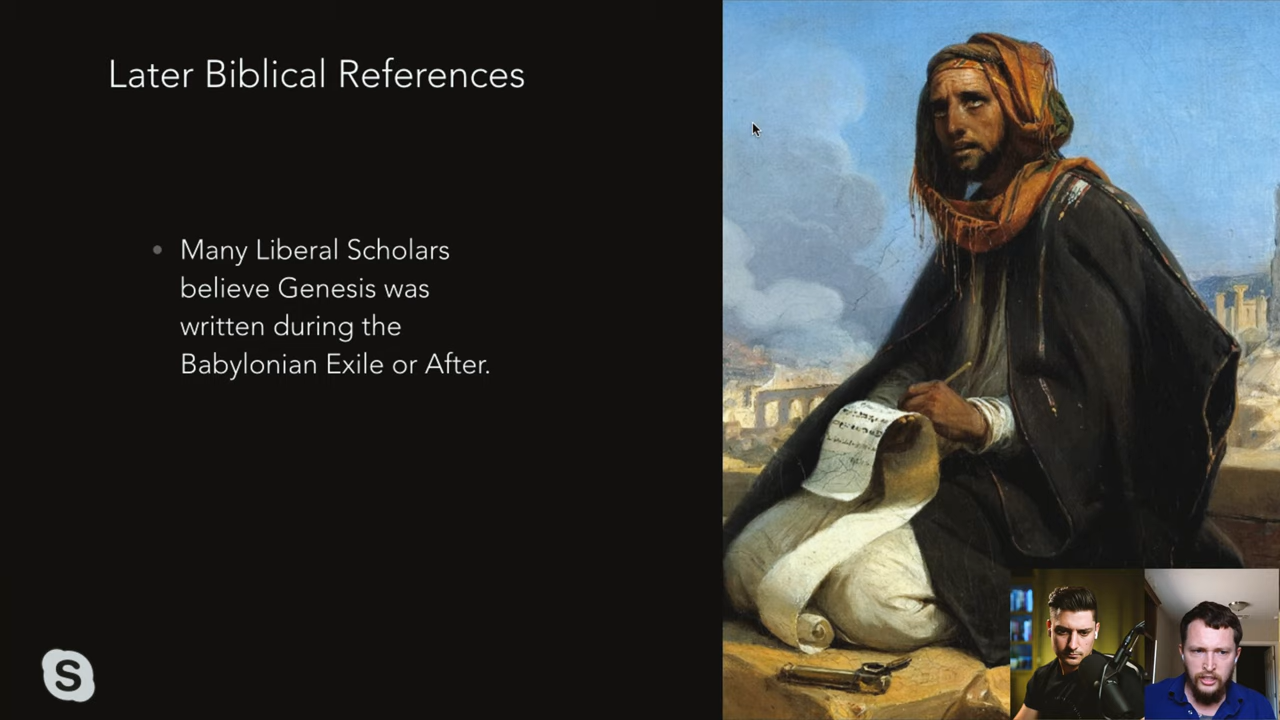 Later Biblical References
Many Liberal Scholars
believe Genesis was
written during the
Babylonian Exile or After.
S